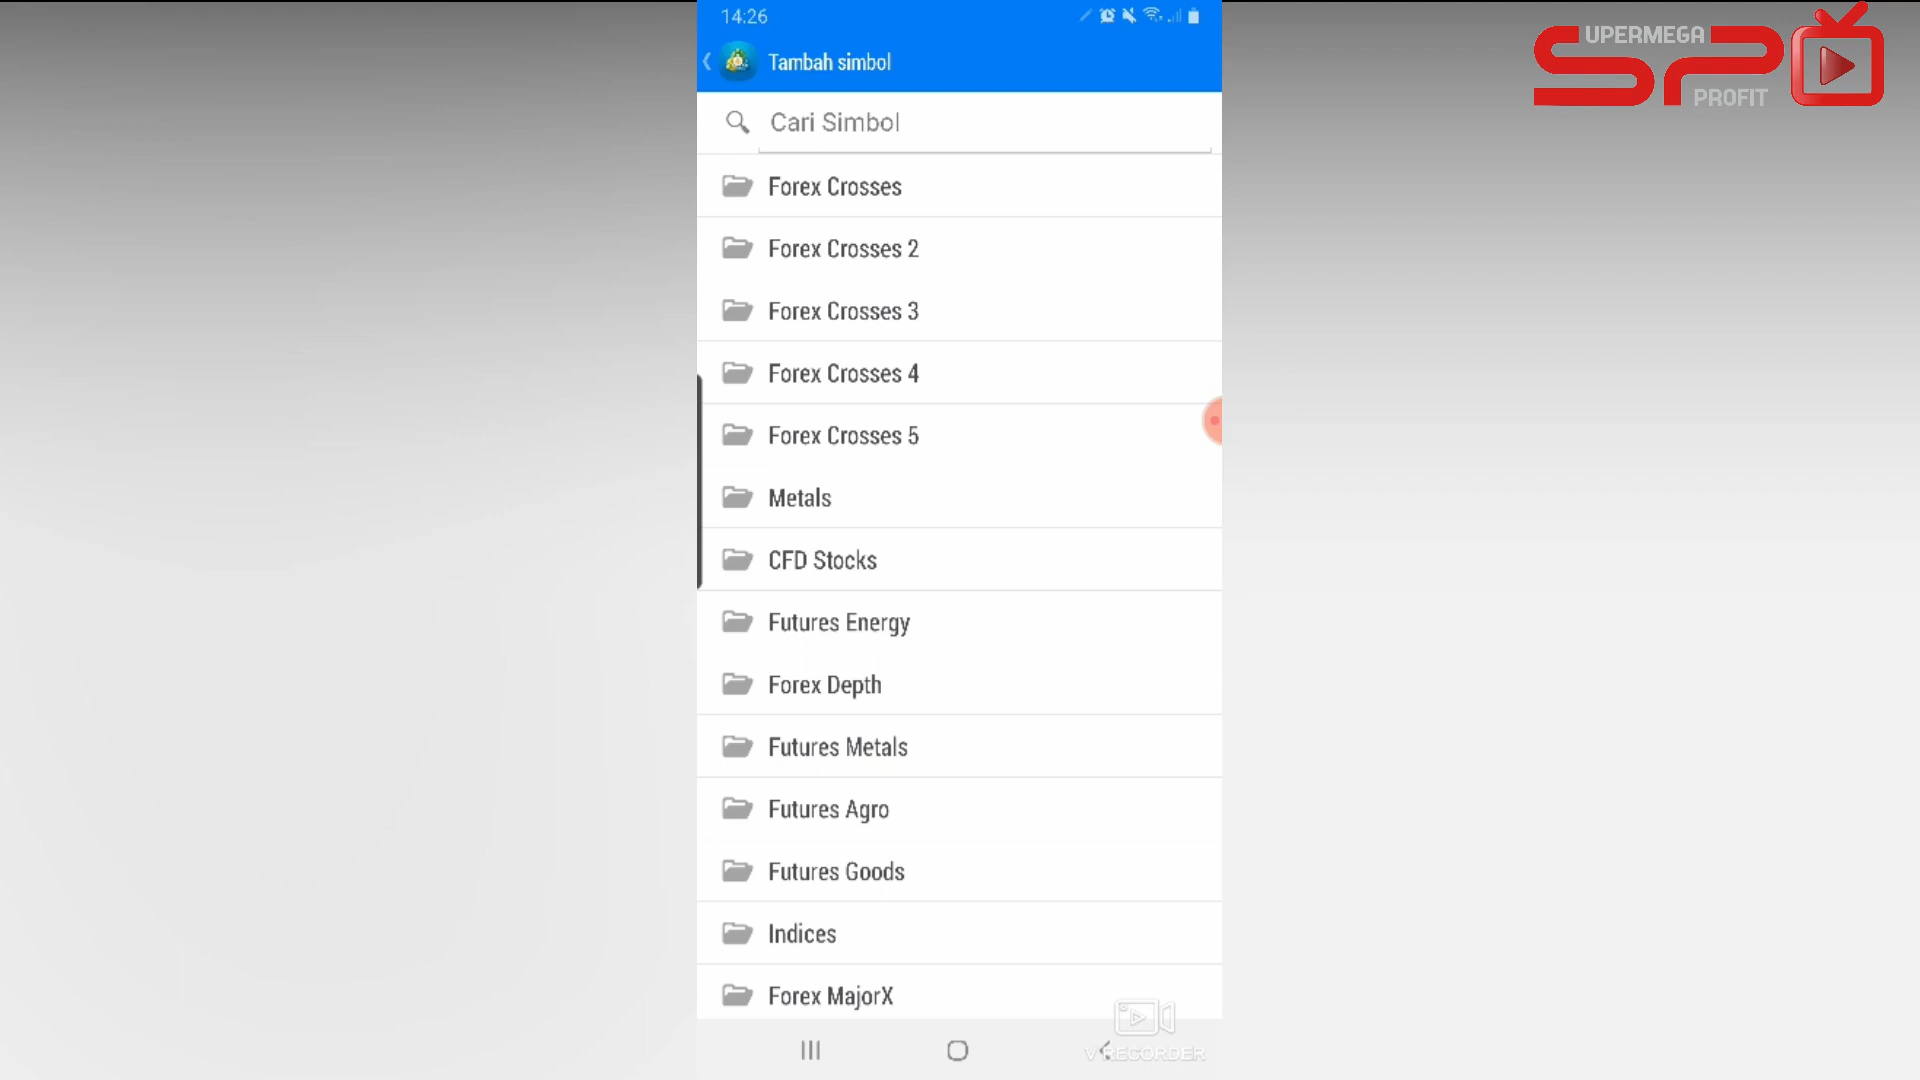 14:26
UPERMEGA
SP
PROFIT
Tambah simbol
Cari Simbol
Forex Crosses
Forex Crosses 2
Forex Crosses 3
Forex Crosses 4
Forex Crosses 5
Metals
CFD Stocks
Futures Energy
Forex Depth
Futures Metals
Futures Agro
Futures Goods
Indices
Forex MajorX
V RECORDER